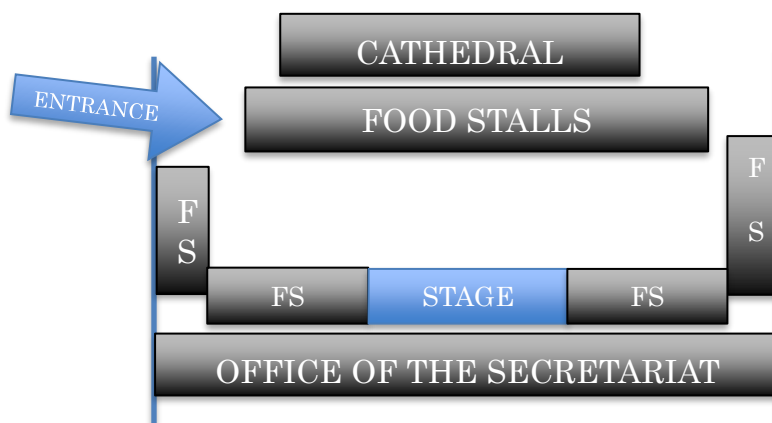 CATHEDRAL
ENTRANCE
FOOD STALLS
F
S
F
S
FS
STAGE
FS
OFFICE OF THE SECRETARIAT